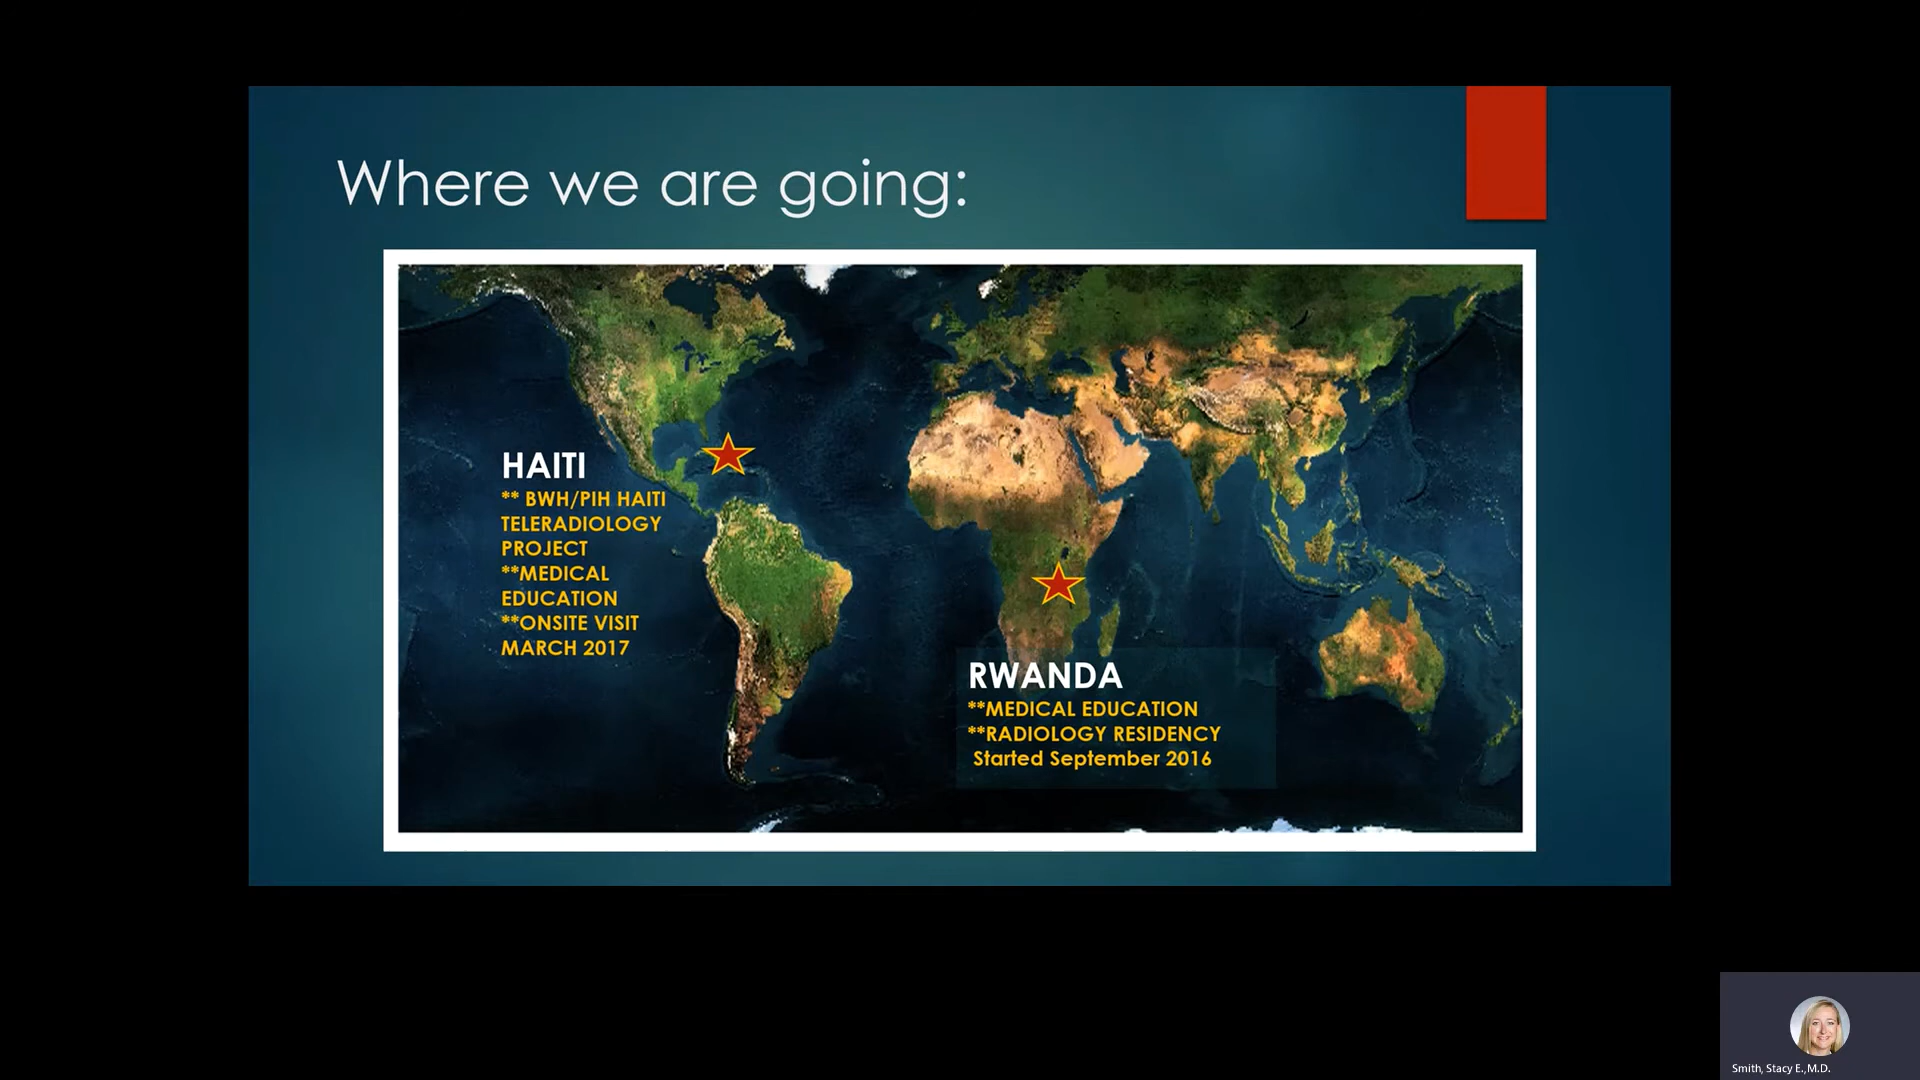 Where we are going:
HAITI
** BWH/PIH HAITI
TELERADIOLOGY
PROJECT
**MEDICAL
EDUCATION
**ONSITE VISIT
MARCH 2017
RWANDA
**MEDICAL EDUCATION
**RADIOLOGY RESIDENCY
Started September 2016
Smith, Stacy E.,M.D.